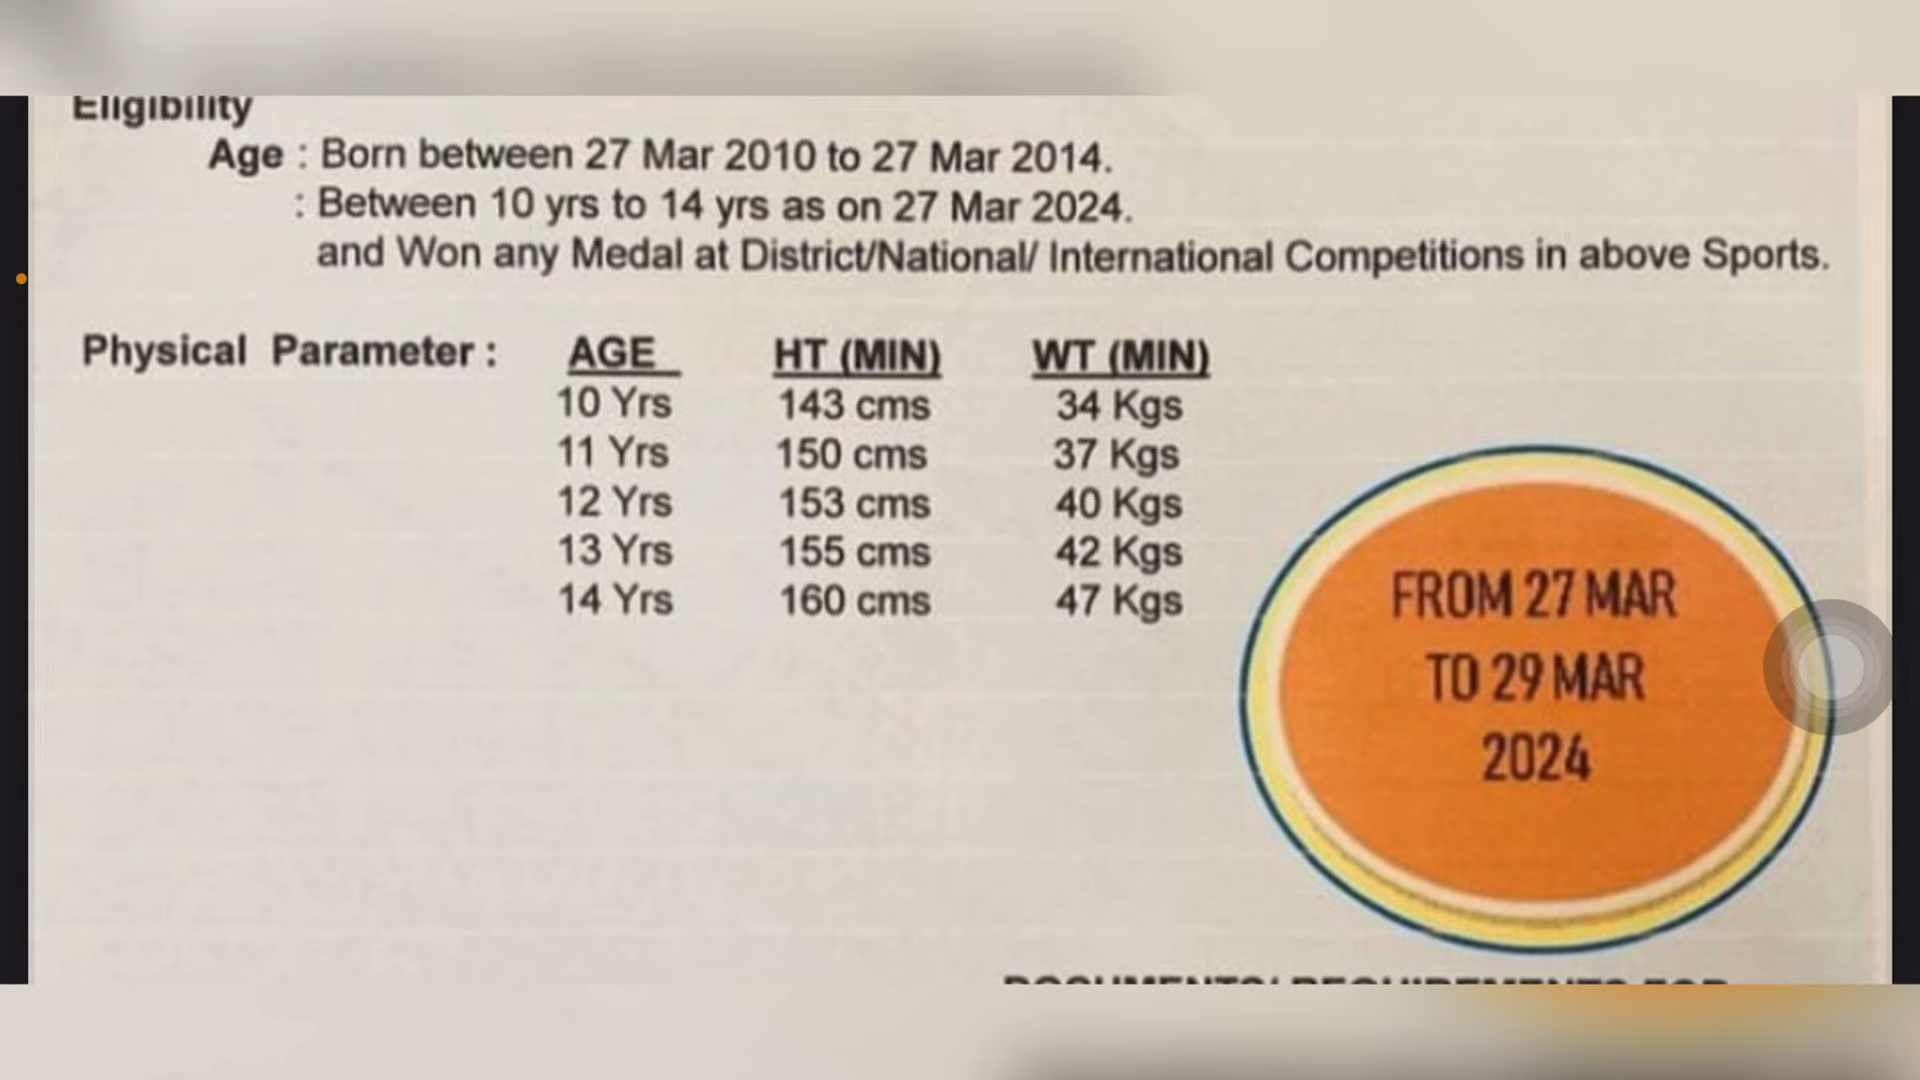 Eligibility
Age : Born between 27 Mar 2010 to 27 Mar 2014.
: Between 10 yrs to 14 yrs as on 27 Mar 2024.
and Won any Medal at District/National/ International Competitions in above Sports.
Physical Parameter : AGE HT (MIN) WT (MIN)
10 Yrs 143 cms 34 Kgs
11 Yrs 150 cms 37 Kgs
12 Yrs 153 cms 40 Kgs
13 Yrs 155 cms 42 Kgs
14 Yrs 160 cms 47 Kgs
FROM 27 MAR
TO 29 MAR
2024
DOCUMENTS/ REQUIREMENTS FOR